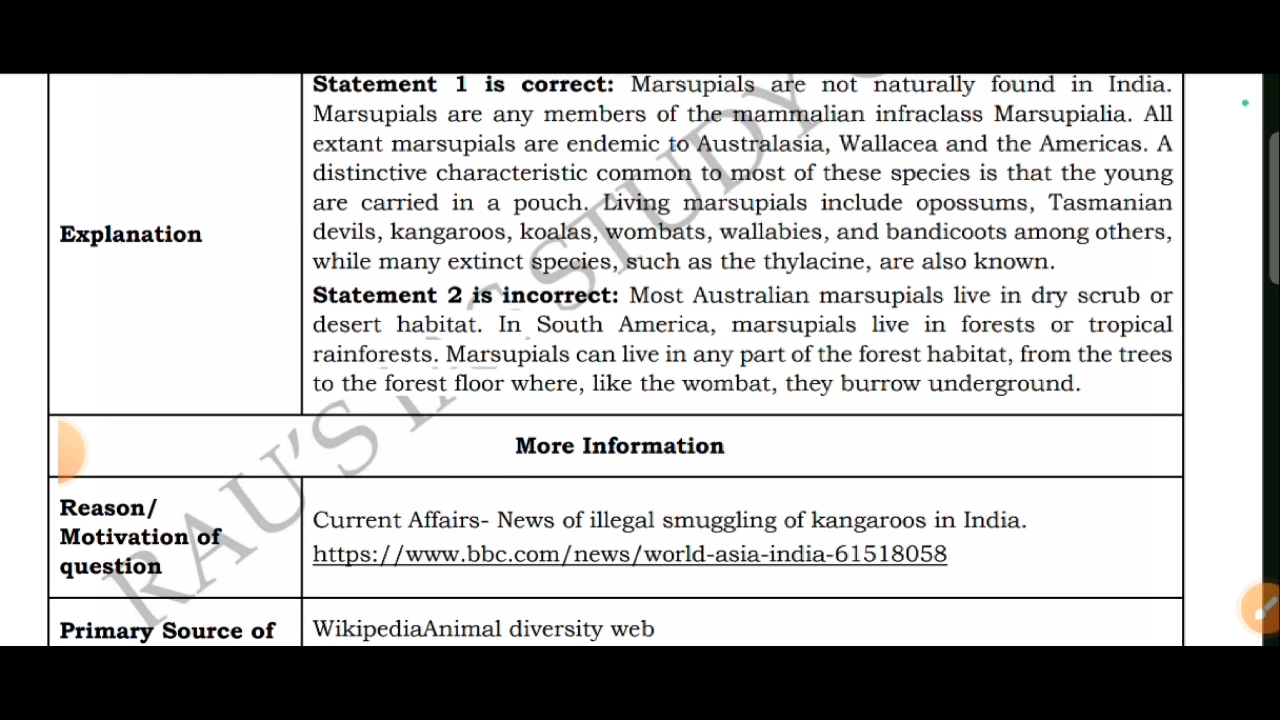 Statement 1 is correct: Marsupials are not naturally found in India.
Marsupials are any members of the mammalian infraclass Marsupialia. All
extant marsupials are endemic to Australasia, Wallacea and the Americas. A
distinctive characteristic common to most of these species is that the young
are carried in a pouch. Living marsupials include opossums, Tasmanian
Explanation
devils, kangaroos, koalas, wombats, wallabies, and bandicoots among others,
while many extinct species, such as the thylacine, are also known.
Statement 2 is incorrect: Most Australian marsupials live in dry scrub or
desert habitat. In South America, marsupials live in forests or tropical
rainforests. Marsupials can live in any part of the forest habitat, from the trees
to the forest floor where, like the wombat, they burrow underground.
More Information
Reason/
Motivation of
question
Current Affairs- News of illegal smuggling of kangaroos in India.
https://www.bbc.com/news/world-asia-india-61518058
Primary Source of
WikipediaAnimal diversity web
RAU'S STUDY